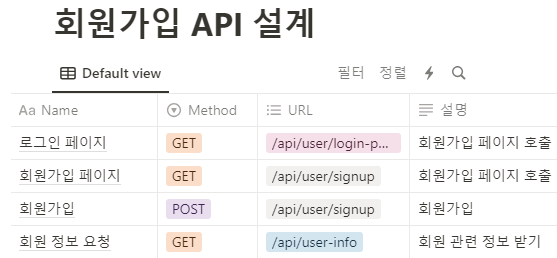 회원가입 API 설계
Default view 필터 정렬
Aa Name Method URL 설명
로그인 페이지 GET /api/user/login-p... 회원가입 페이지 호출
회원가입 페이지 GET /api/user/signup 회원가입 페이지 호출
회원가입 POST /api/user/signup 회원가입
회원 정보 요청 GET /api/user-info 회원 관련 정보 받기